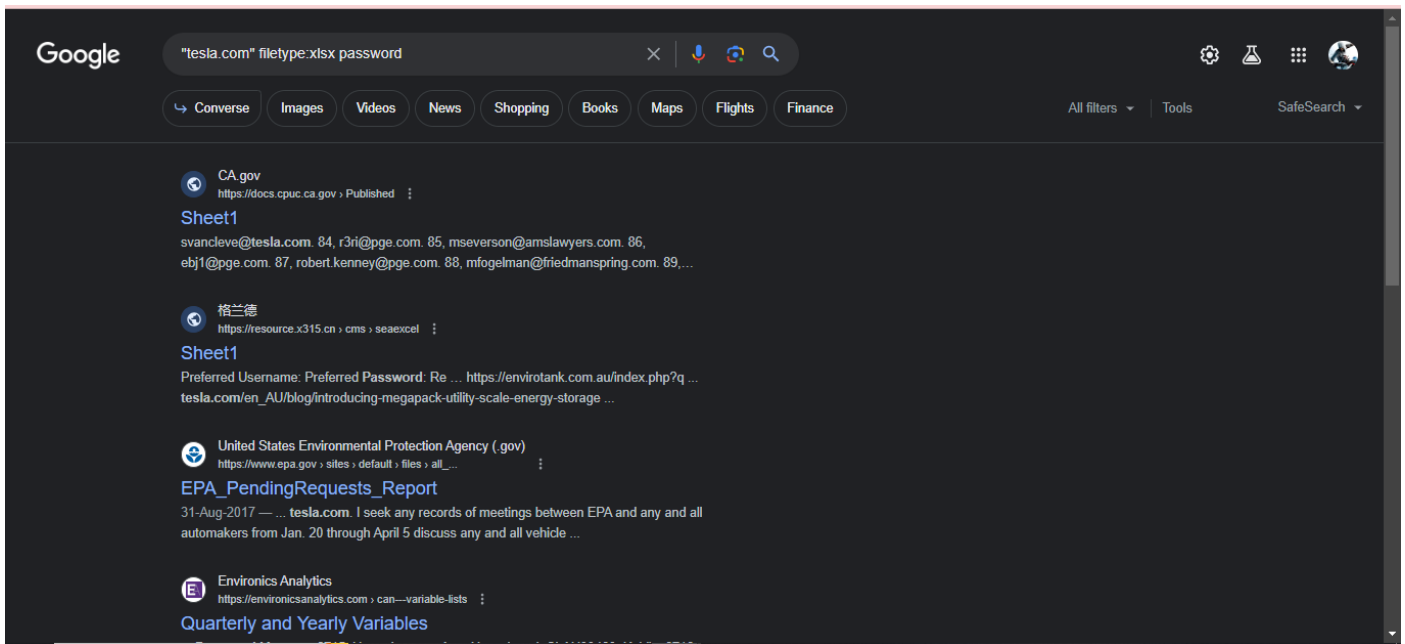 Google
"tesla.com" filetype:xlsx password
Converse
Images
Videos
News
Shopping
Books
Maps
Flights
Finance
All filters
Tools
SafeSearch
CA.gov
https://docs.cpuc.ca.gov › Published
Sheet1
svancleve@tesla.com. 84, r3ri@pge.com. 85, mseverson@amslawyers.com. 86,
ebj1@pge.com. 87, robert.kenney@pge.com. 88, mfogelman@friedmanspring.com. 89,...
格兰德
https://resource.x315.cn › cms › seaexcel
Sheet1
Preferred Username: Preferred Password: Re ... https://envirotank.com.au/index.php?q ...
tesla.com/en_AU/blog/introducing-megapack-utility-scale-energy-storage ...
United States Environmental Protection Agency (.gov)
https://www.epa.gov › sites › default › files › all_...
EPA_PendingRequests_Report
31-Aug-2017 — ... tesla.com. I seek any records of meetings between EPA and any and all
automakers from Jan. 20 through April 5 discuss any and all vehicle ...
Environics Analytics
https://environicsanalytics.com › can---variable-lists
Quarterly and Yearly Variables